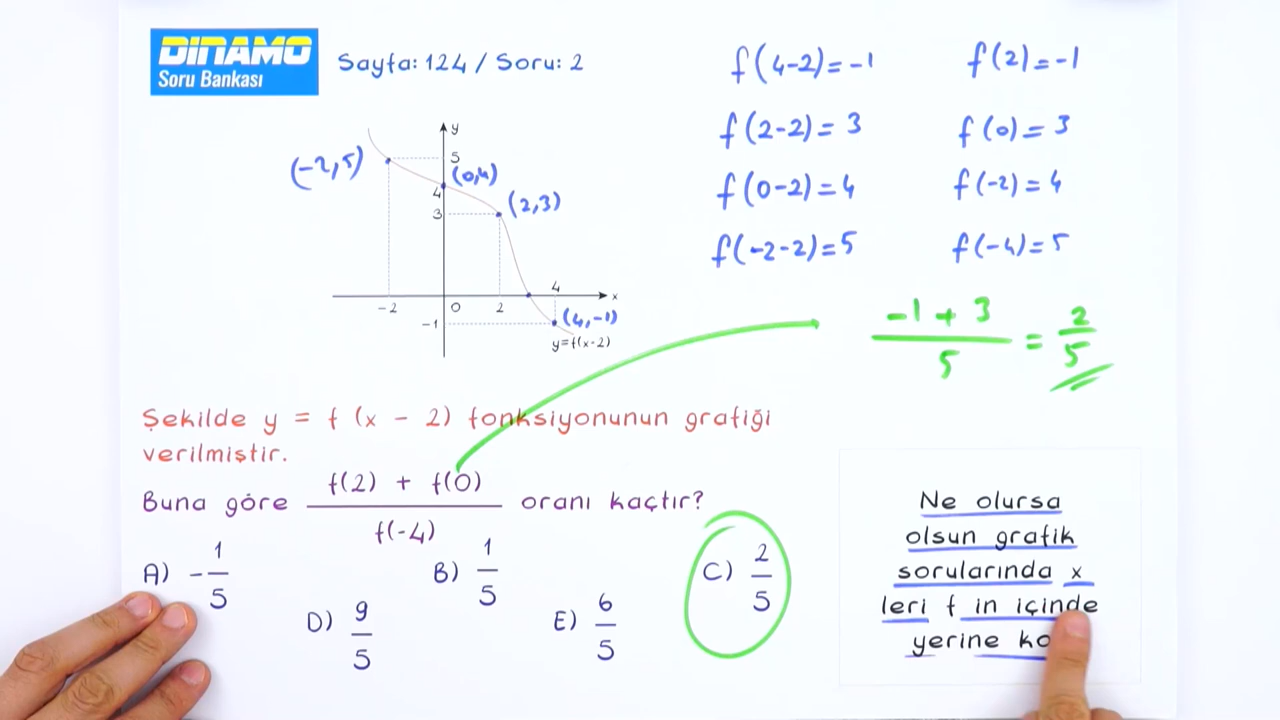 DINAMO
Soru Bankası
Sayfa: 124 / Soru: 2
f(4-2)=-1
f(2)=-1
f(2-2)=3
f(0)=3
f(0-2)=4
f(-2)=4
f(-2-2)=5
f(-4)=5
y
(-2,5)
5
(0,4)
4
3
(2,3)
4
x
-2
0
2
-1
(4,-1)
y=f(x-2)
-1+3
5
=
2
5
Şekilde y = f (x - 2) fonksiyonunun grafiği
verilmiştir.
Buna göre f(2) + f(0) / f(-4) oranı kaçtır?
A) -1/5
B) 1/5
C) 2/5
D) 9/5
E) 6/5
Ne olursa
olsun grafik
sorularında x
leri f in içinde
yerine